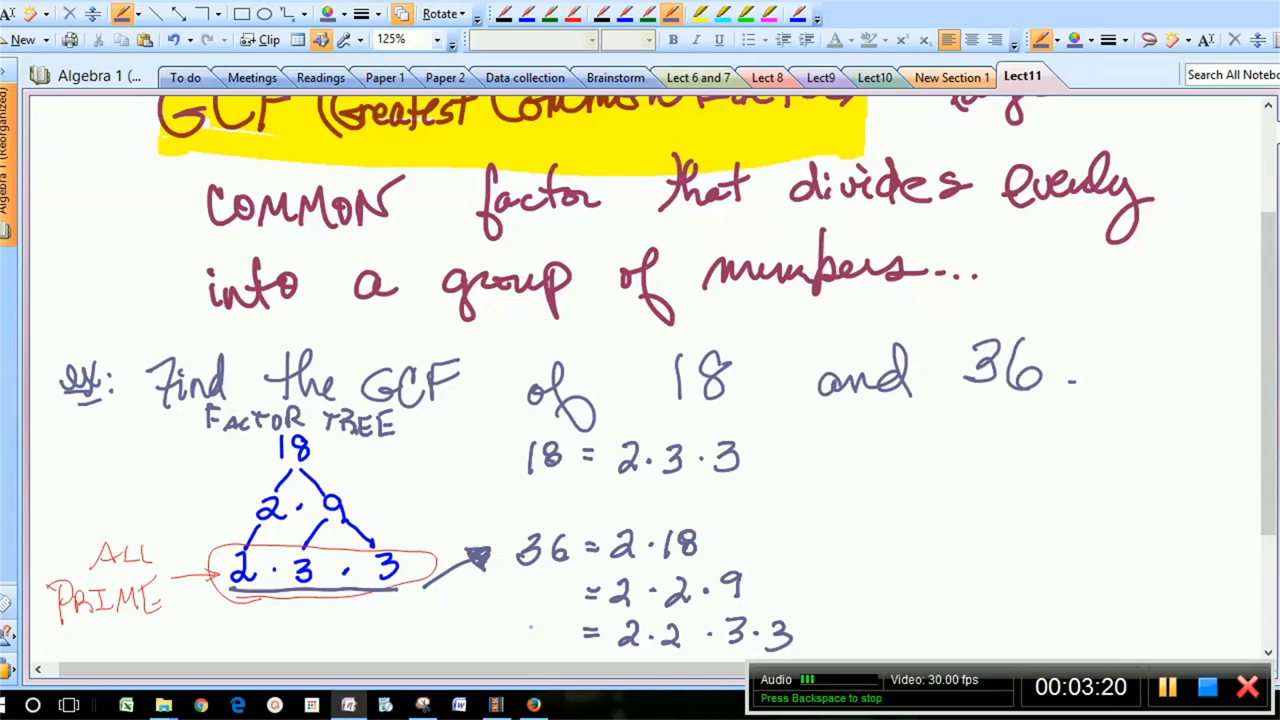 Rotate
New
Clip
125%
Algebra 1 (...
To do
Meetings
Readings
Paper 1
Paper 2
Data collection
Brainstorm
Lect 6 and 7
Lect 8
Lect9
Lect10
New Section 1
Lect11
Search All Notebo
Algebra 1 (Reorganized
GCF (Greatest Common Factor)
COMMON factor that divides evenly
into a group of numbers...
ex: Find the GCF of 18 and 36.
FACTOR TREE
18
2 · 9
2 · 3 · 3
ALL
PRIME
18 = 2 · 3 · 3
36 = 2 · 18
= 2 · 2 · 9
= 2 · 2 · 3 · 3
Audio
Video: 30.00 fps
Press Backspace to stop
00:03:20